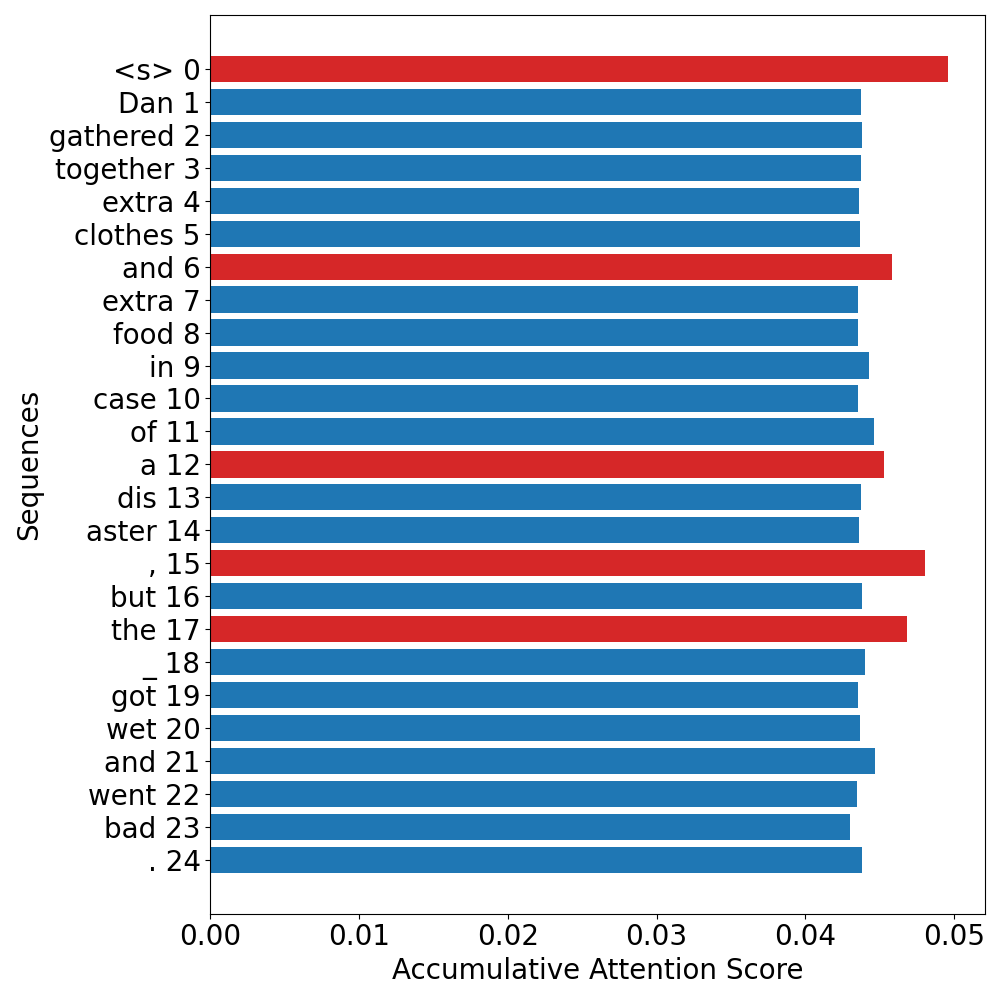 <s> 0
Dan 1
gathered 2
together 3
extra 4
clothes 5
and 6
extra 7
food 8
in 9
case 10
of 11
a 12
dis 13
aster 14
, 15
but 16
the 17
_ 18
got 19
wet 20
and 21
went 22
bad 23
. 24
Sequences
0.00 0.01 0.02 0.03 0.04 0.05
Accumulative Attention Score